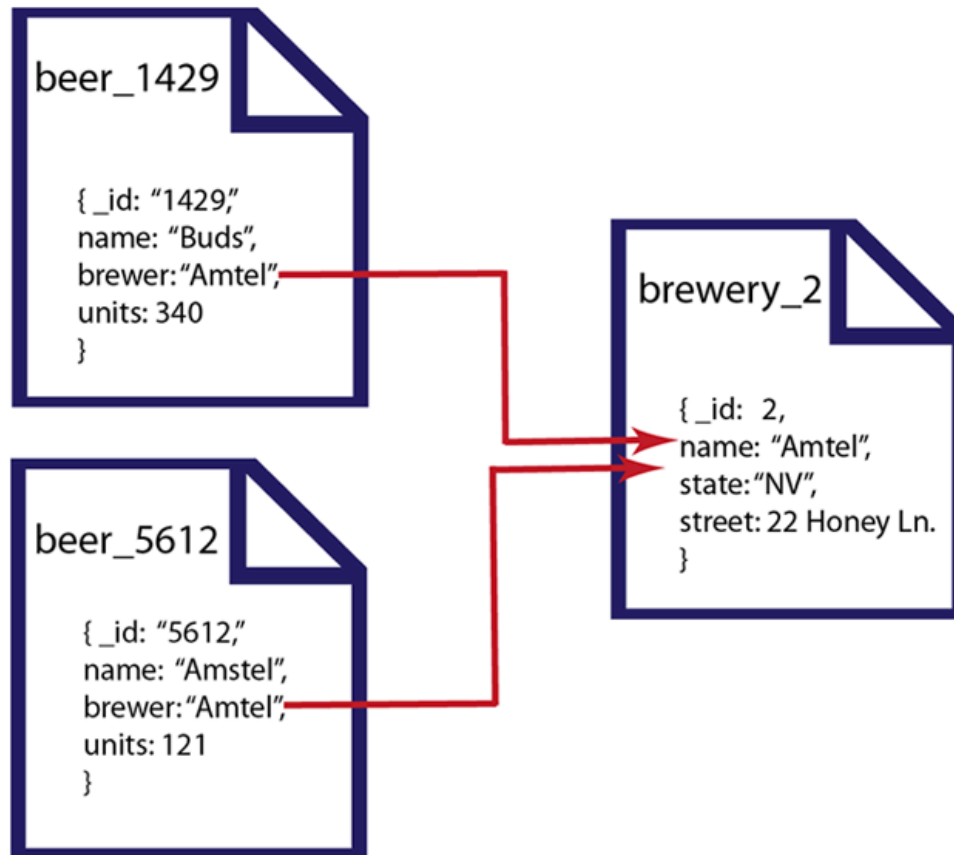 beer_1429
{ _id: “1429,”
name: “Buds”,
brewer: “Amtel”,
units: 340
}
beer_5612
{ _id: “5612,”
name: “Amstel”,
brewer: “Amtel”,
units: 121
}
brewery_2
{ _id: 2,
name: “Amtel”,
state: “NV”,
street: 22 Honey Ln.
}